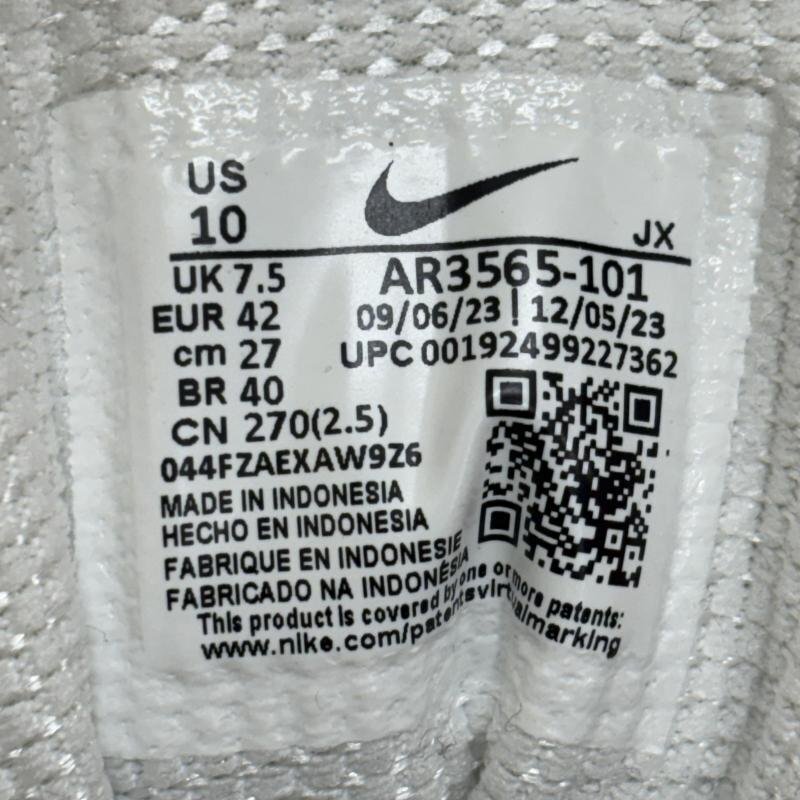 US
10
JX
UK 7.5
AR3565-101
EUR 42
09/06/23 | 12/05/23
cm 27
UPC 00192499227362
BR 40
CN 270(2.5)
044FZAEXAW9Z6
MADE IN INDONESIA
HECHO EN INDONESIA
FABRIQUE EN INDONESIE
FABRICADO NA INDONÉSIA
This product is covered by one or more patents:
www.nike.com/patentsvirtualmarking